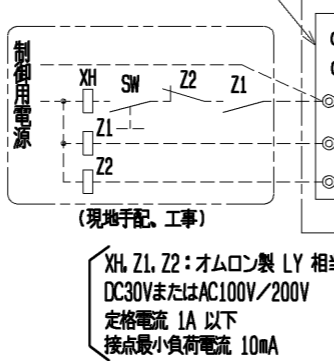 制御用電源
XH SW Z2 Z1
Z1
Z2
(現地手配、工事)
XH, Z1, Z2：オムロン製 LY 相
DC30VまたはAC100V／200V
定格電流 1A 以下
接点最小負荷電流 10mA